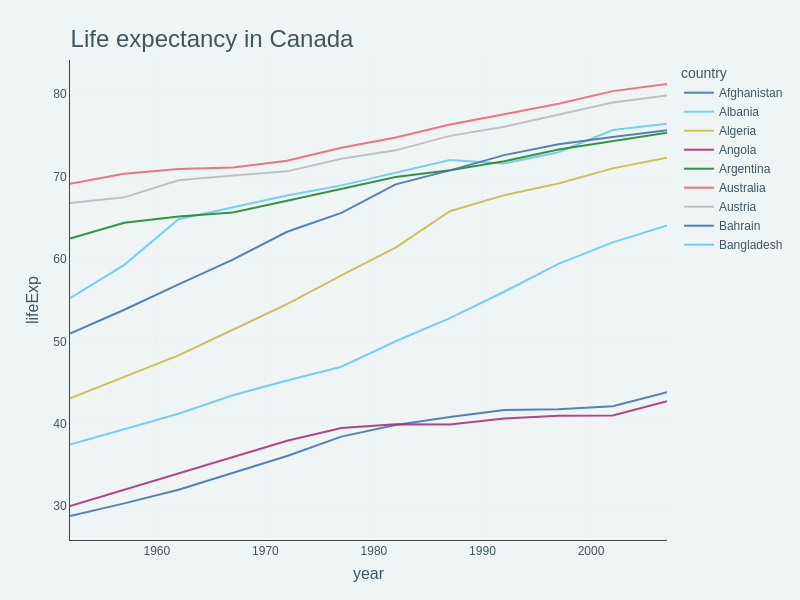 Life expectancy in Canada
country
Afghanistan
Albania
Algeria
Angola
Argentina
Australia
Austria
Bahrain
Bangladesh
lifeExp
80
70
60
50
40
30
1960
1970
1980
1990
2000
year